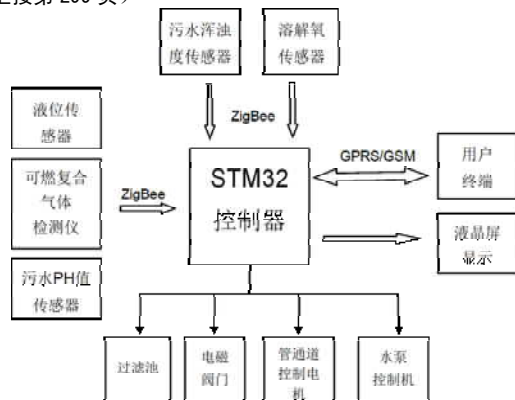 污水浑浊
度传感器
溶解氧
传感器
ZigBee
液位传
感器
可燃复合
气体
检测仪
污水PH值
传感器
ZigBee
STM32
控制器
GPRS/GSM
用户
终端
液晶屏
显示
过滤池
电磁
阀门
管通道
控制电
机
水泵
控制机